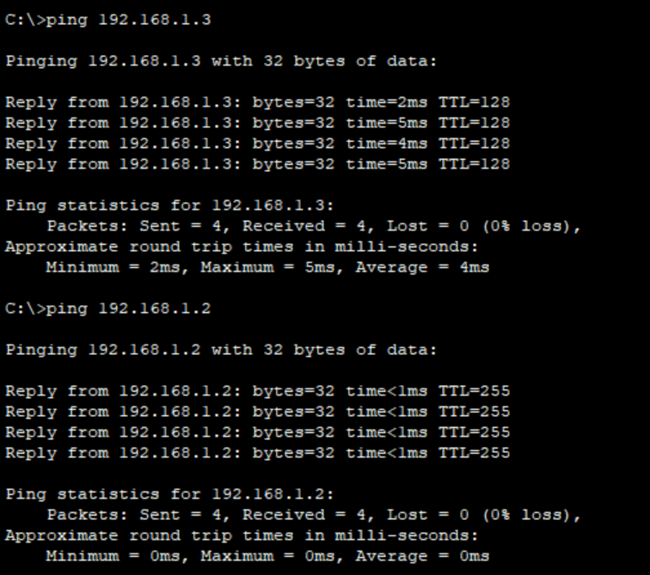 C:\>ping 192.168.1.3
Pinging 192.168.1.3 with 32 bytes of data:
Reply from 192.168.1.3: bytes=32 time=2ms TTL=128
Reply from 192.168.1.3: bytes=32 time=5ms TTL=128
Reply from 192.168.1.3: bytes=32 time=4ms TTL=128
Reply from 192.168.1.3: bytes=32 time=5ms TTL=128
Ping statistics for 192.168.1.3:
Packets: Sent = 4, Received = 4, Lost = 0 (0% loss),
Approximate round trip times in milli-seconds:
Minimum = 2ms, Maximum = 5ms, Average = 4ms
C:\>ping 192.168.1.2
Pinging 192.168.1.2 with 32 bytes of data:
Reply from 192.168.1.2: bytes=32 time<1ms TTL=255
Reply from 192.168.1.2: bytes=32 time<1ms TTL=255
Reply from 192.168.1.2: bytes=32 time<1ms TTL=255
Reply from 192.168.1.2: bytes=32 time<1ms TTL=255
Ping statistics for 192.168.1.2:
Packets: Sent = 4, Received = 4, Lost = 0 (0% loss),
Approximate round trip times in milli-seconds:
Minimum = 0ms, Maximum = 0ms, Average = 0ms